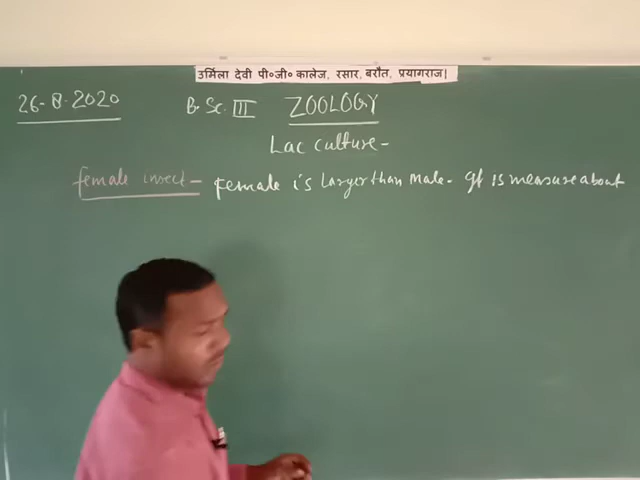 उर्मिला देवी पी०जी० कालेज, रसार, बरौत, प्रयागराज|
26-8-2020 B.Sc. III ZOOLOGY
Lac culture-
female insect- female is Larger than Male. It is measure about